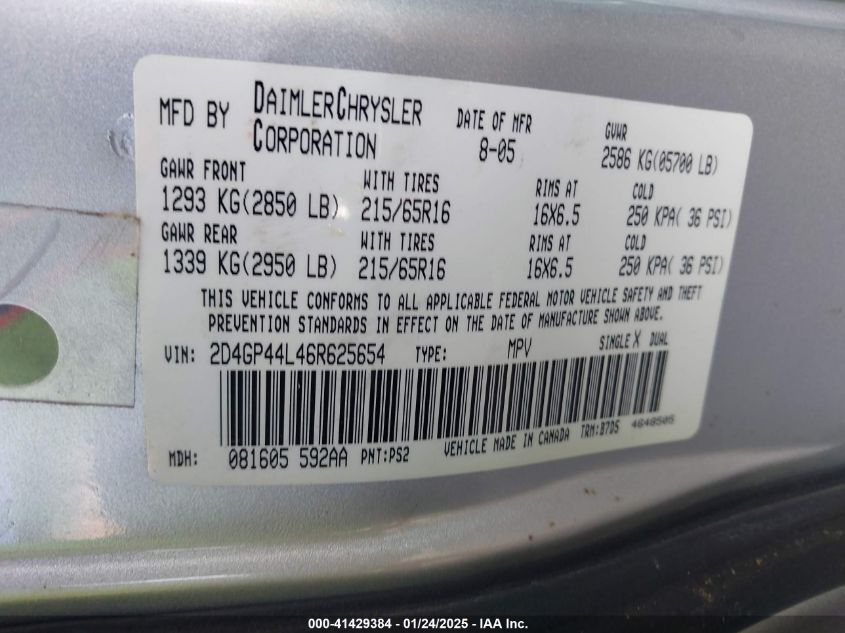 MFD BY DAIMLERCHRYSLER CORPORATION DATE OF MFR 8-05 GVWR 2586 KG(05700 LB)
GAWR FRONT WITH TIRES RIMS AT COLD
1293 KG(2850 LB) 215/65R16 16X6.5 250 KPA( 36 PSI)
GAWR REAR WITH TIRES RIMS AT COLD
1339 KG(2950 LB) 215/65R16 16X6.5 250 KPA( 36 PSI)
THIS VEHICLE CONFORMS TO ALL APPLICABLE FEDERAL MOTOR VEHICLE SAFETY AND THEFT
PREVENTION STANDARDS IN EFFECT ON THE DATE OF MANUFACTURE SHOWN ABOVE.
VIN: 2D4GP44L46R625654 TYPE: MPV SINGLE X DUAL
MDH: 081605 592AA PNT:PS2 VEHICLE MADE IN CANADA TRM:B7D5 4648505
000-41429384 - 01/24/2025 - IAA Inc.